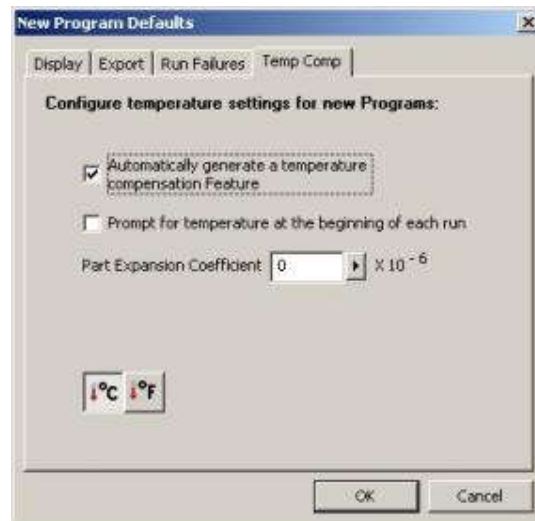 New Program Defaults
Display Export Run Failures Temp Comp
Configure temperature settings for new Programs:
Automatically generate a temperature
compensation Feature
Prompt for temperature at the beginning of each run
Part Expansion Coefficient 0 X 10 - 6
°C °F
OK Cancel